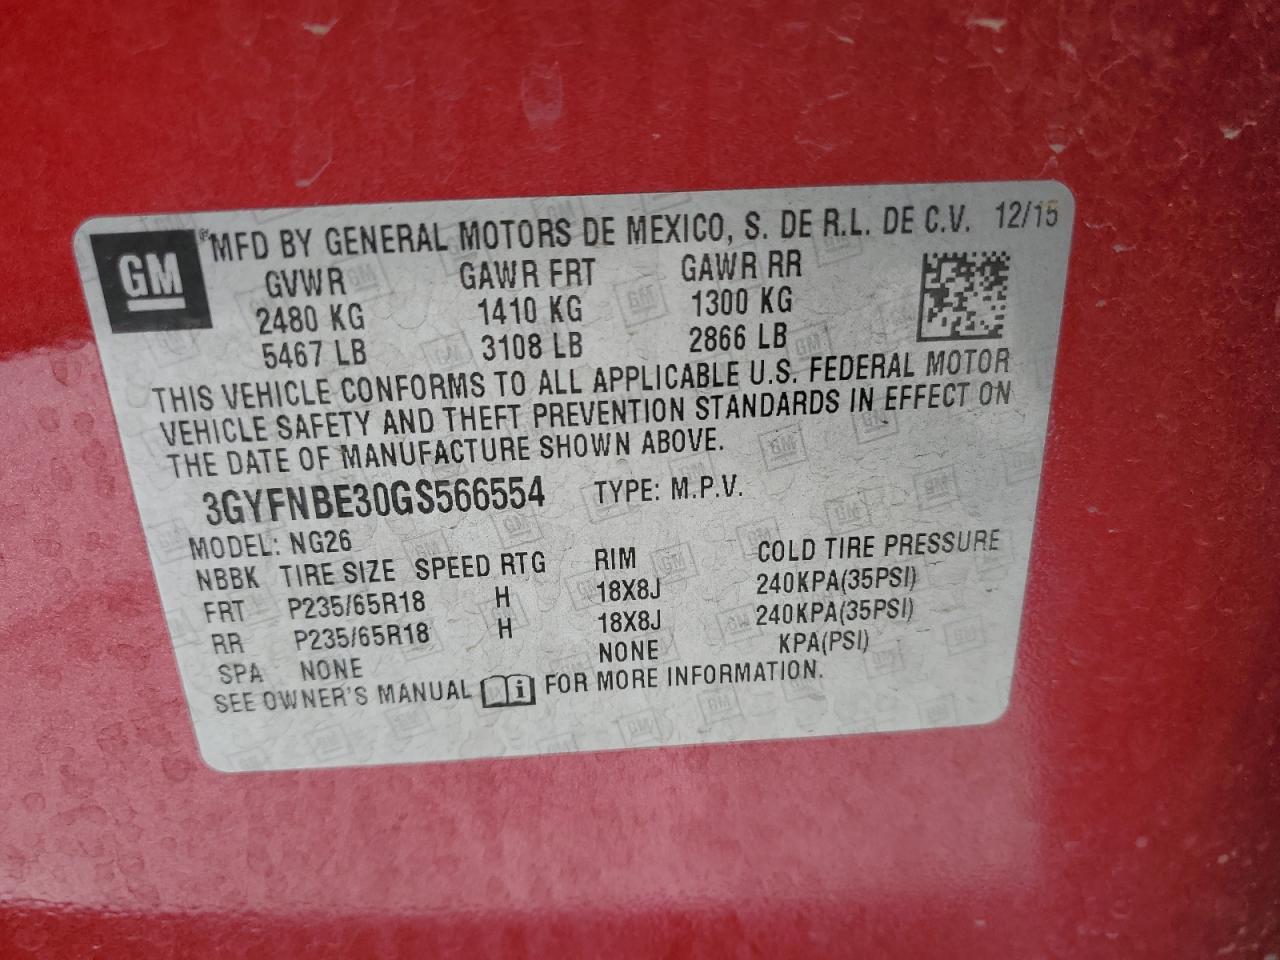 GM
® MFD BY GENERAL MOTORS DE MEXICO, S. DE R.L. DE C.V. 12/15
GVWR GAWR FRT GAWR RR
2480 KG 1410 KG 1300 KG
5467 LB 3108 LB 2866 LB
THIS VEHICLE CONFORMS TO ALL APPLICABLE U.S. FEDERAL MOTOR
VEHICLE SAFETY AND THEFT PREVENTION STANDARDS IN EFFECT ON
THE DATE OF MANUFACTURE SHOWN ABOVE.
3GYFNBE30GS566554 TYPE: M.P.V.
MODEL: NG26
NBBK TIRE SIZE SPEED RTG RIM COLD TIRE PRESSURE
FRT P235/65R18 H 18X8J 240KPA(35PSI)
RR P235/65R18 H 18X8J 240KPA(35PSI)
SPA NONE NONE KPA(PSI)
SEE OWNER'S MANUAL i FOR MORE INFORMATION.